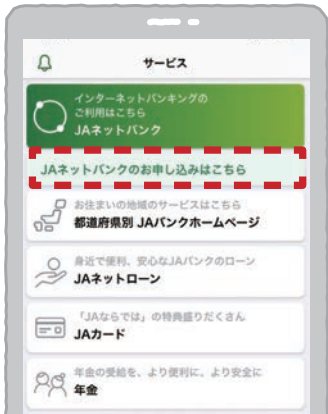 サービス
インターネットバンキングの
ご利用はこちら
JAネットバンク
JAネットバンクのお申し込みはこちら
お住まいの地域のサービスはこちら
都道府県別 JAバンクホームページ
身近で便利、安心なJAバンクのローン
JAネットローン
「JAならでは」の特典盛りだくさん
JAカード
年金の受給を、より便利に、より安全に
年金